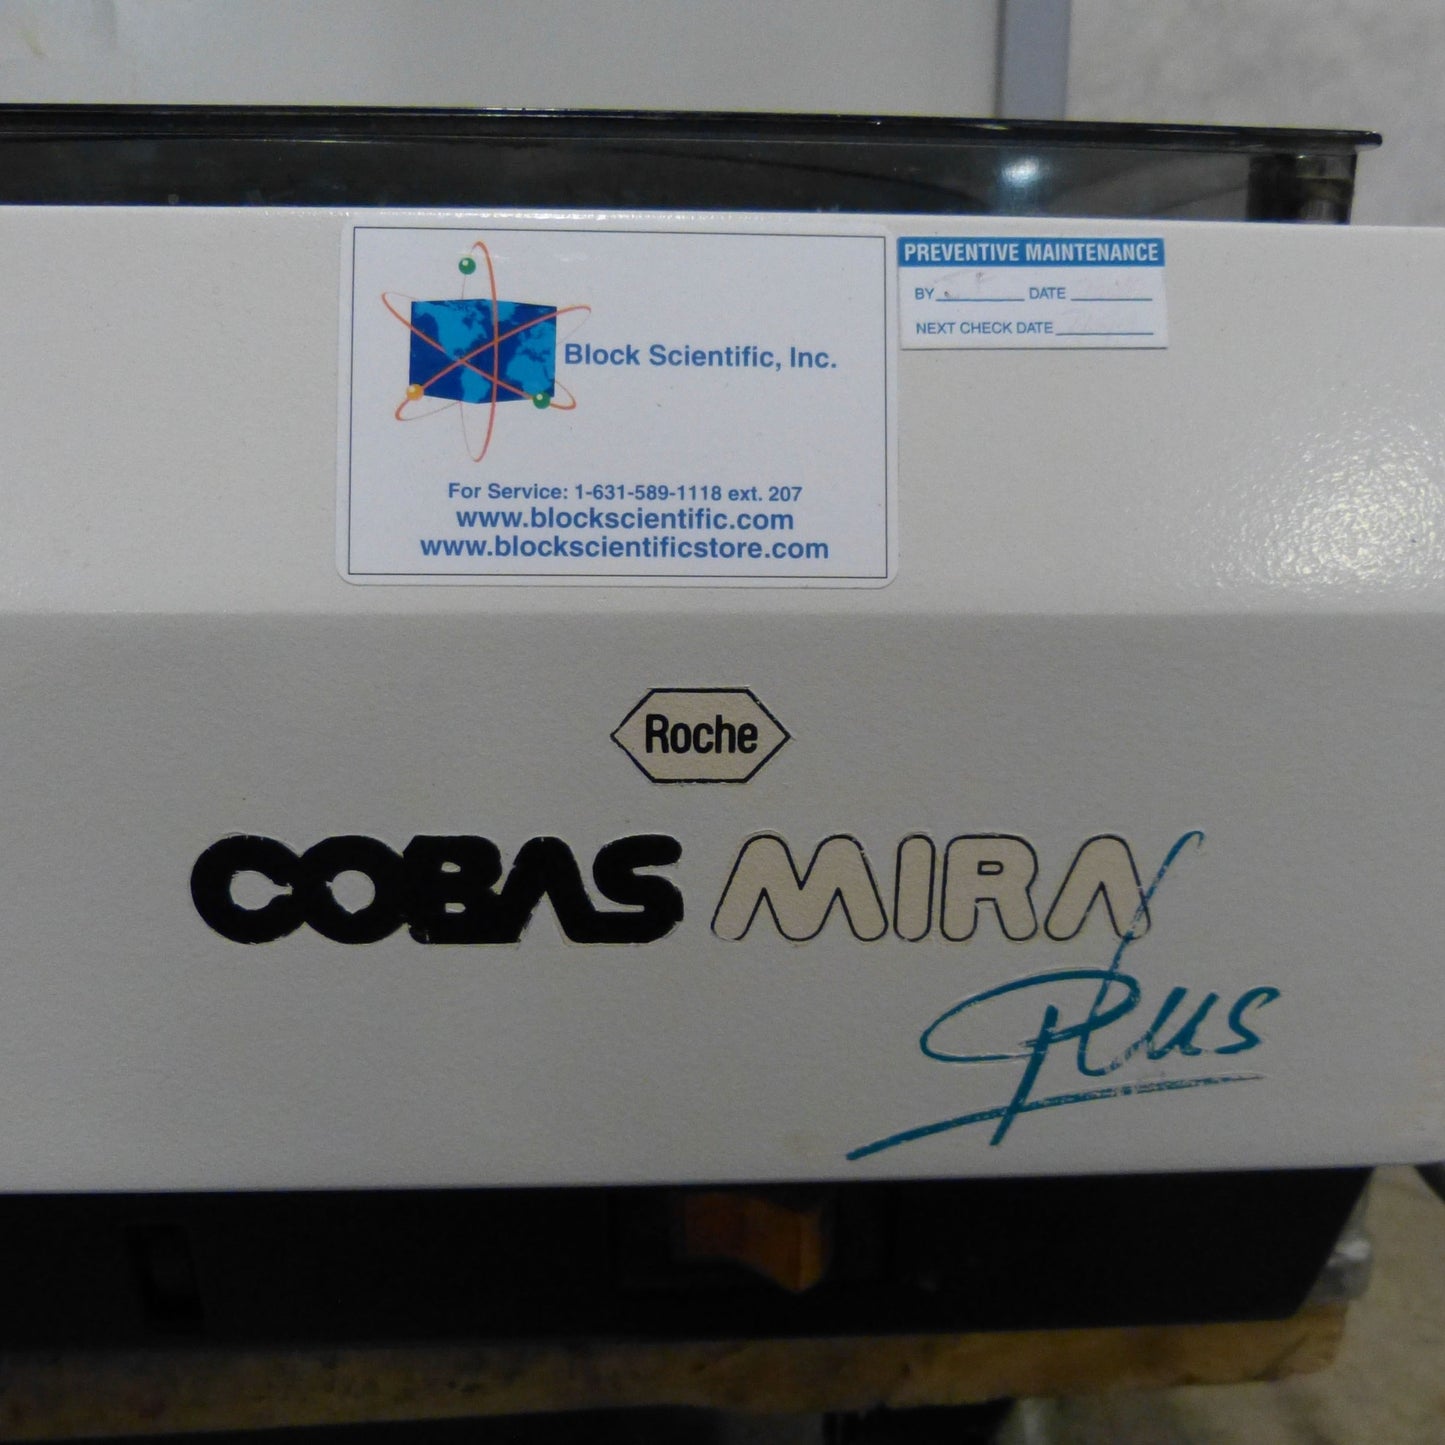 Block Scientific, Inc.
For Service: 1-631-589-1118 ext. 207
www.blockscientific.com
www.blockscientificstore.com
PREVENTIVE MAINTENANCE
BY DATE
NEXT CHECK DATE
Roche
COBAS MIRA
Plus